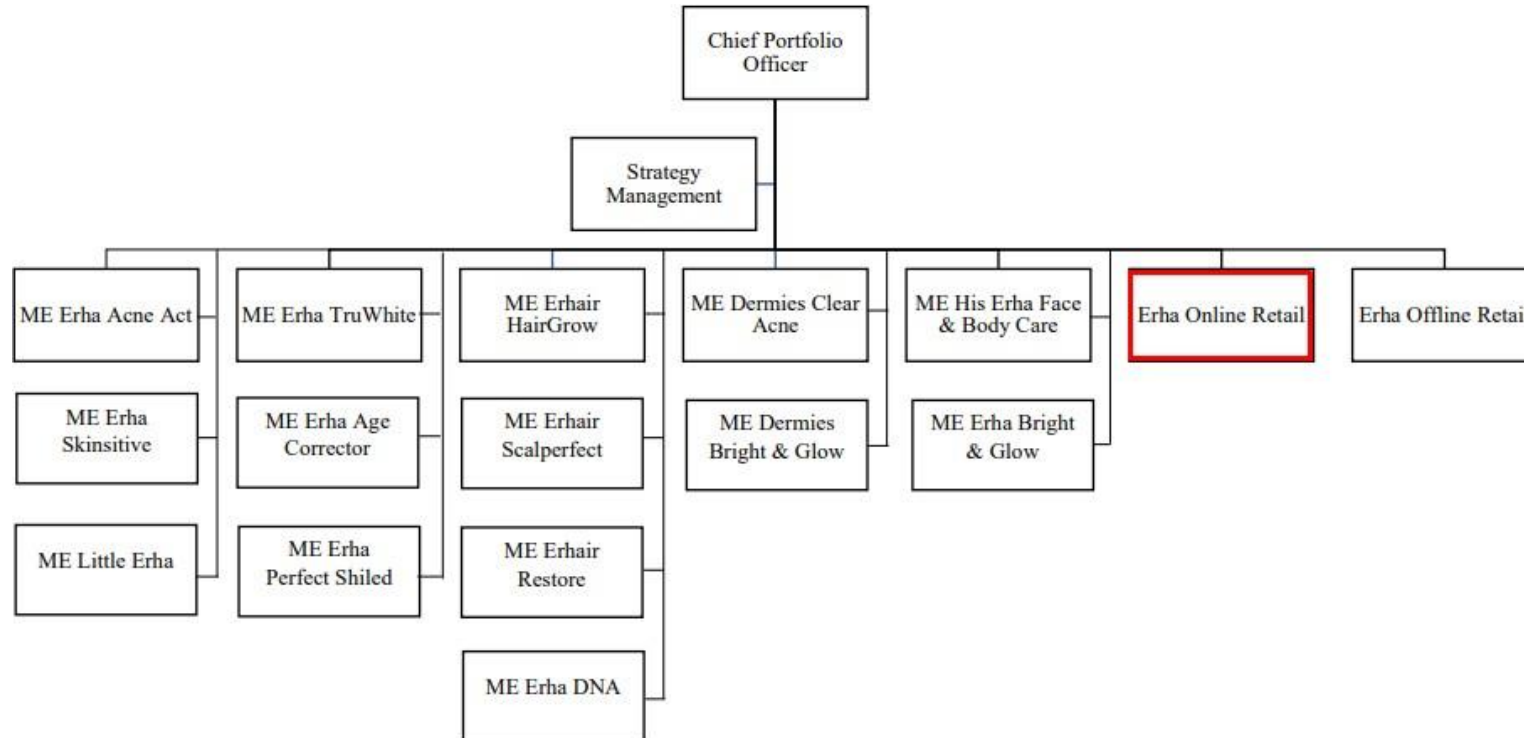 Chief Portfolio
Officer
Strategy
Management
ME Erha Acne Act
ME Erha TruWhite
ME Erhair
HairGrow
ME Dermies Clear
Acne
ME His Erha Face
& Body Care
Erha Online Retail
Erha Offline Retai
ME Erha
Skinsitive
ME Erha Age
Corrector
ME Erhair
Scalperfect
ME Dermies
Bright & Glow
ME Erha Bright
& Glow
ME Little Erha
ME Erha
Perfect Shiled
ME Erhair
Restore
ME Erha DNA